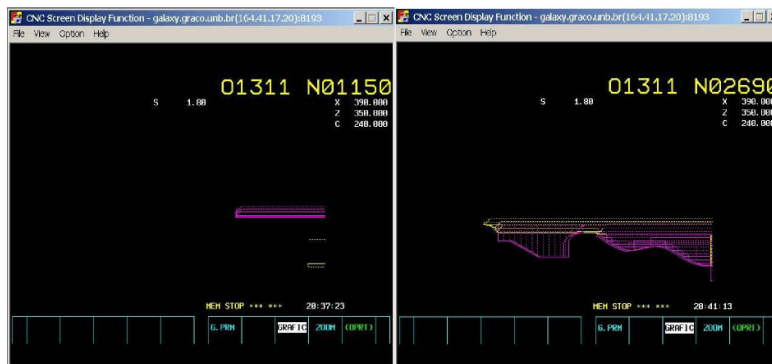 CNC Screen Display Function - galaxy.graco.unb.br(164.41.17.20):8193
File View Option Help
O1311 N01150
S 1.80
X 390.000
Z 350.000
C 240.000
MEM STOP *** ***
20:37:23
G.PRM GRAFIC ZOOM (OPRT)
CNC Screen Display Function - galaxy.graco.unb.br(164.41.17.20):8193
File View Option Help
O1311 N02690
S 1.80
X 390.000
Z 350.000
C 240.000
MEM STOP *** ***
20:41:13
G.PRM GRAFIC ZOOM (OPRT)